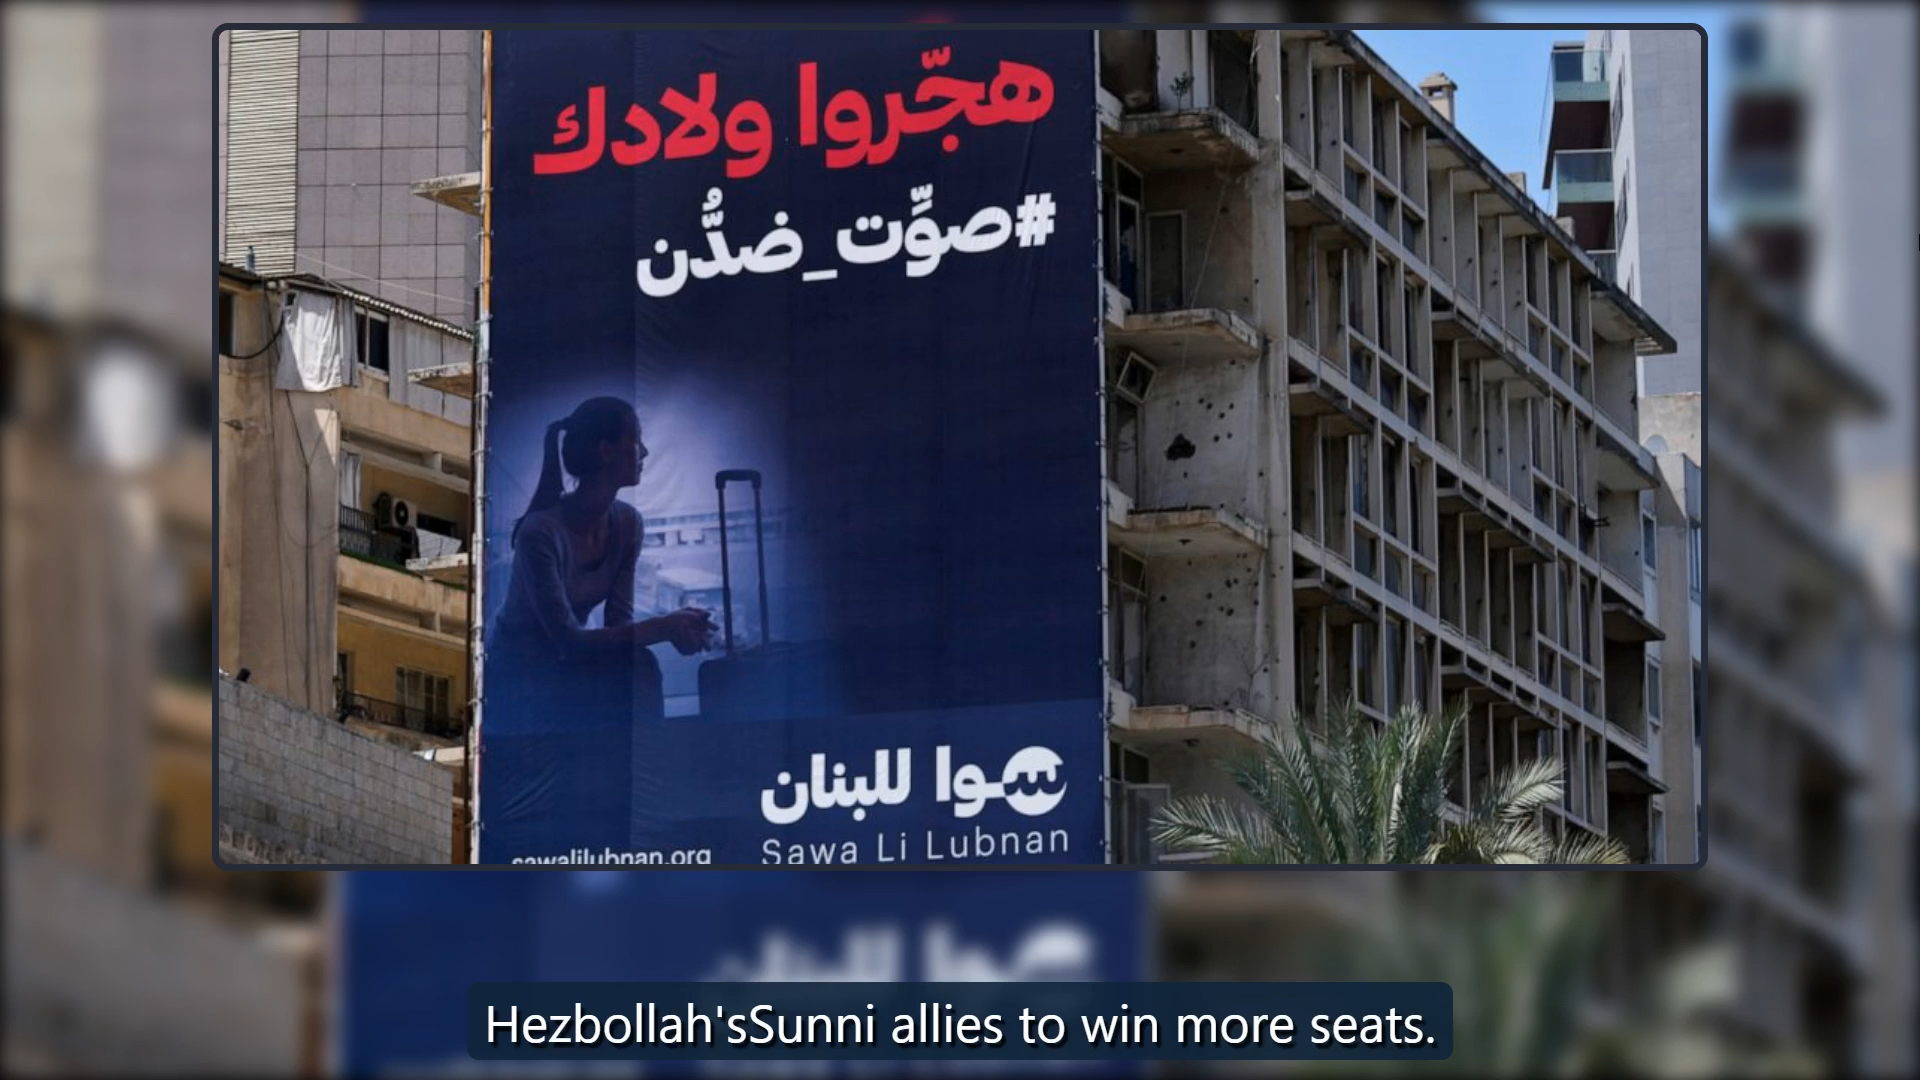 هجّروا ولادك
#صوِّت_ضدُّن
سوا للبنان
Sawa Li Lubnan
sawalilubnan.org
Hezbollah'sSunni allies to win more seats.